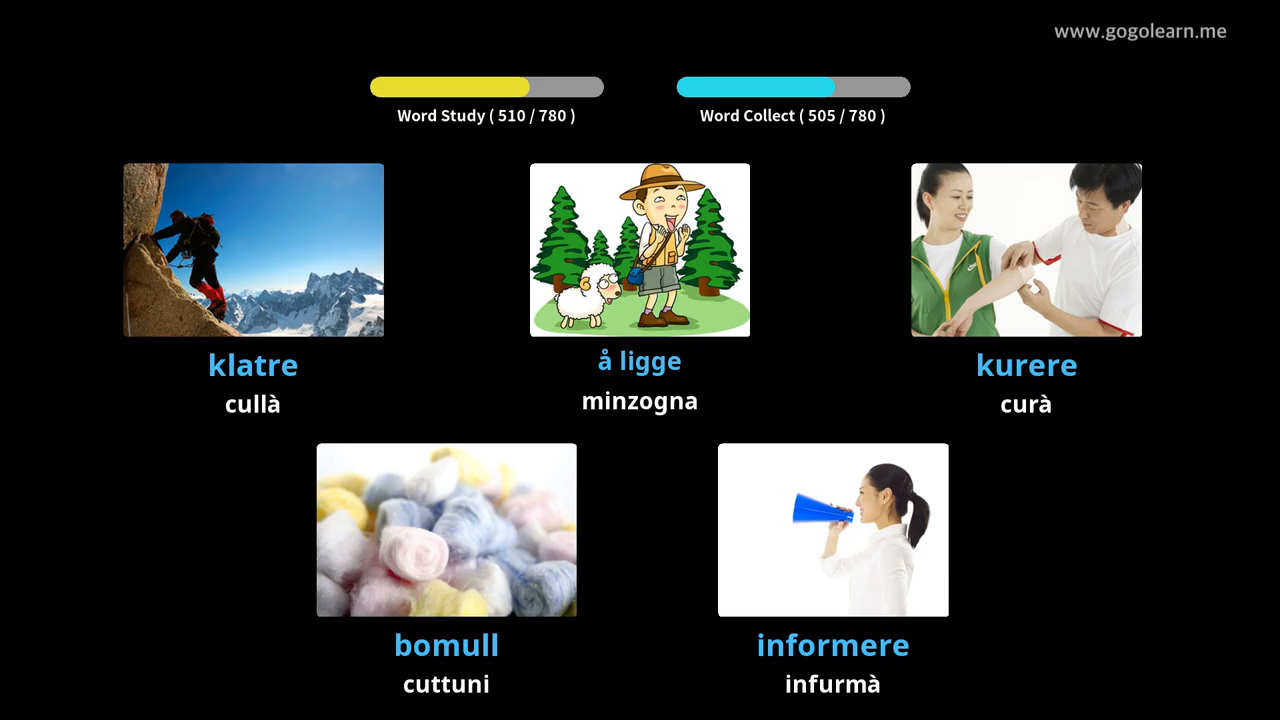 www.gogolearn.me
Word Study ( 510 / 780 )
Word Collect ( 505 / 780 )
klatre
cullà
å ligge
minzogna
kurere
curà
bomull
cuttuni
informere
infurmà